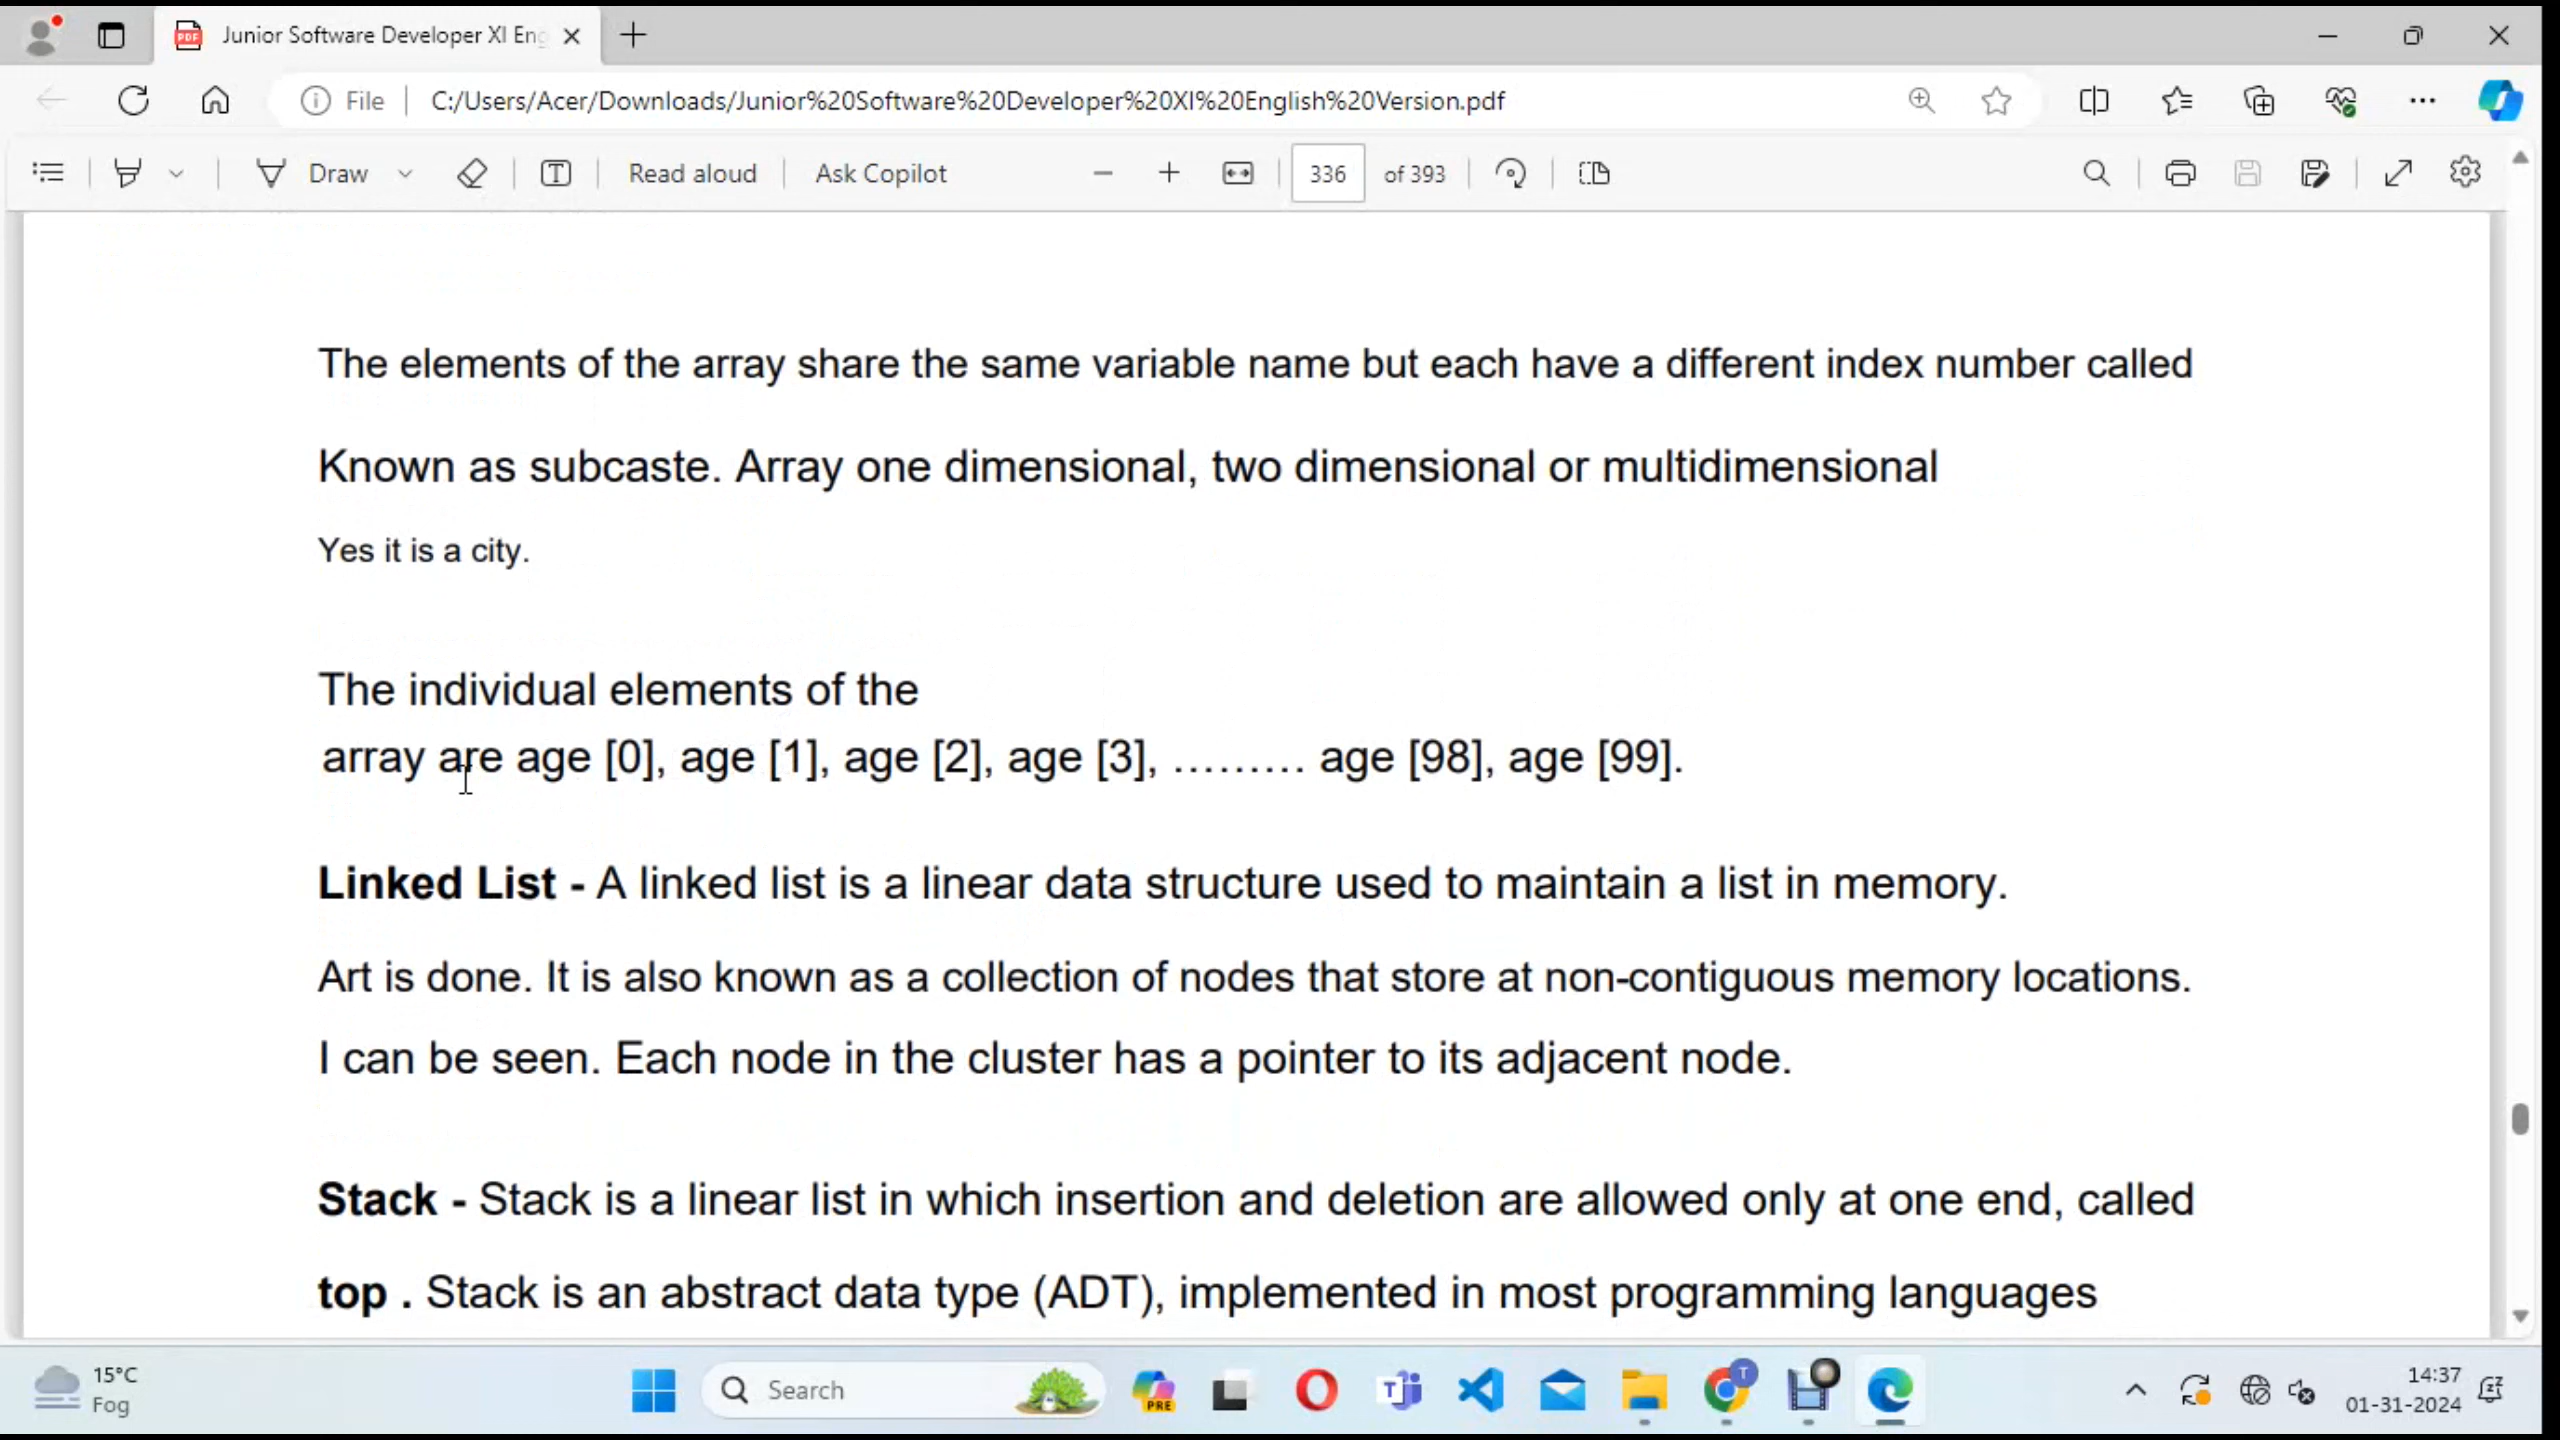 Junior Software Developer XI Eng
File
C:/Users/Acer/Downloads/Junior%20Software%20Developer%20XI%20English%20Version.pdf
Draw
Read aloud
Ask Copilot
336
of 393
The elements of the array share the same variable name but each have a different index number called
Known as subcaste. Array one dimensional, two dimensional or multidimensional
Yes it is a city.
The individual elements of the
array are age [0], age [1], age [2], age [3], ......... age [98], age [99].
Linked List - A linked list is a linear data structure used to maintain a list in memory.
Art is done. It is also known as a collection of nodes that store at non-contiguous memory locations.
I can be seen. Each node in the cluster has a pointer to its adjacent node.
Stack - Stack is a linear list in which insertion and deletion are allowed only at one end, called
top . Stack is an abstract data type (ADT), implemented in most programming languages
15°C
Fog
Search
PRE
T
14:37
01-31-2024